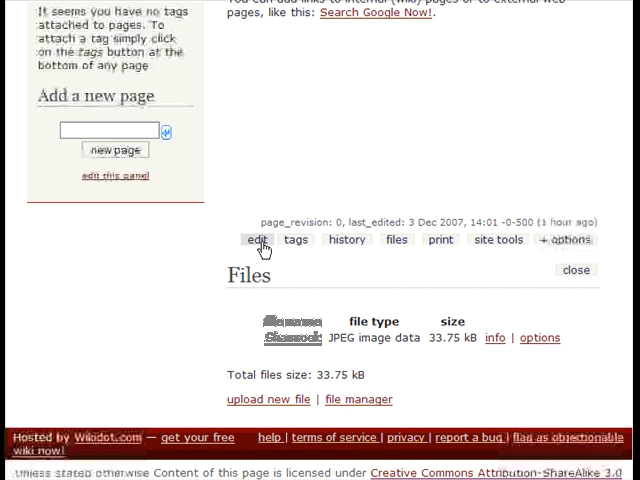 It seems you have no tags
attached to pages. To
attach a tag simply click
on the tags button at the
bottom of any page
Add a new page
new page
edit this panel
You can add links to internal (wiki) pages or to external web
pages, like this: Search Google Now!.
page_revision: 0, last_edited: 3 Dec 2007, 14:01 -0-500 (1 hour ago)
edit tags history files print site tools + options
close
Files
file type size
JPEG image data 33.75 kB info | options
Total files size: 33.75 kB
upload new file | file manager
Hosted by Wikidot.com — get your free
wiki now!
help | terms of service | privacy | report a bug | flag as objectionable
Unless stated otherwise Content of this page is licensed under Creative Commons Attribution-ShareAlike 3.0